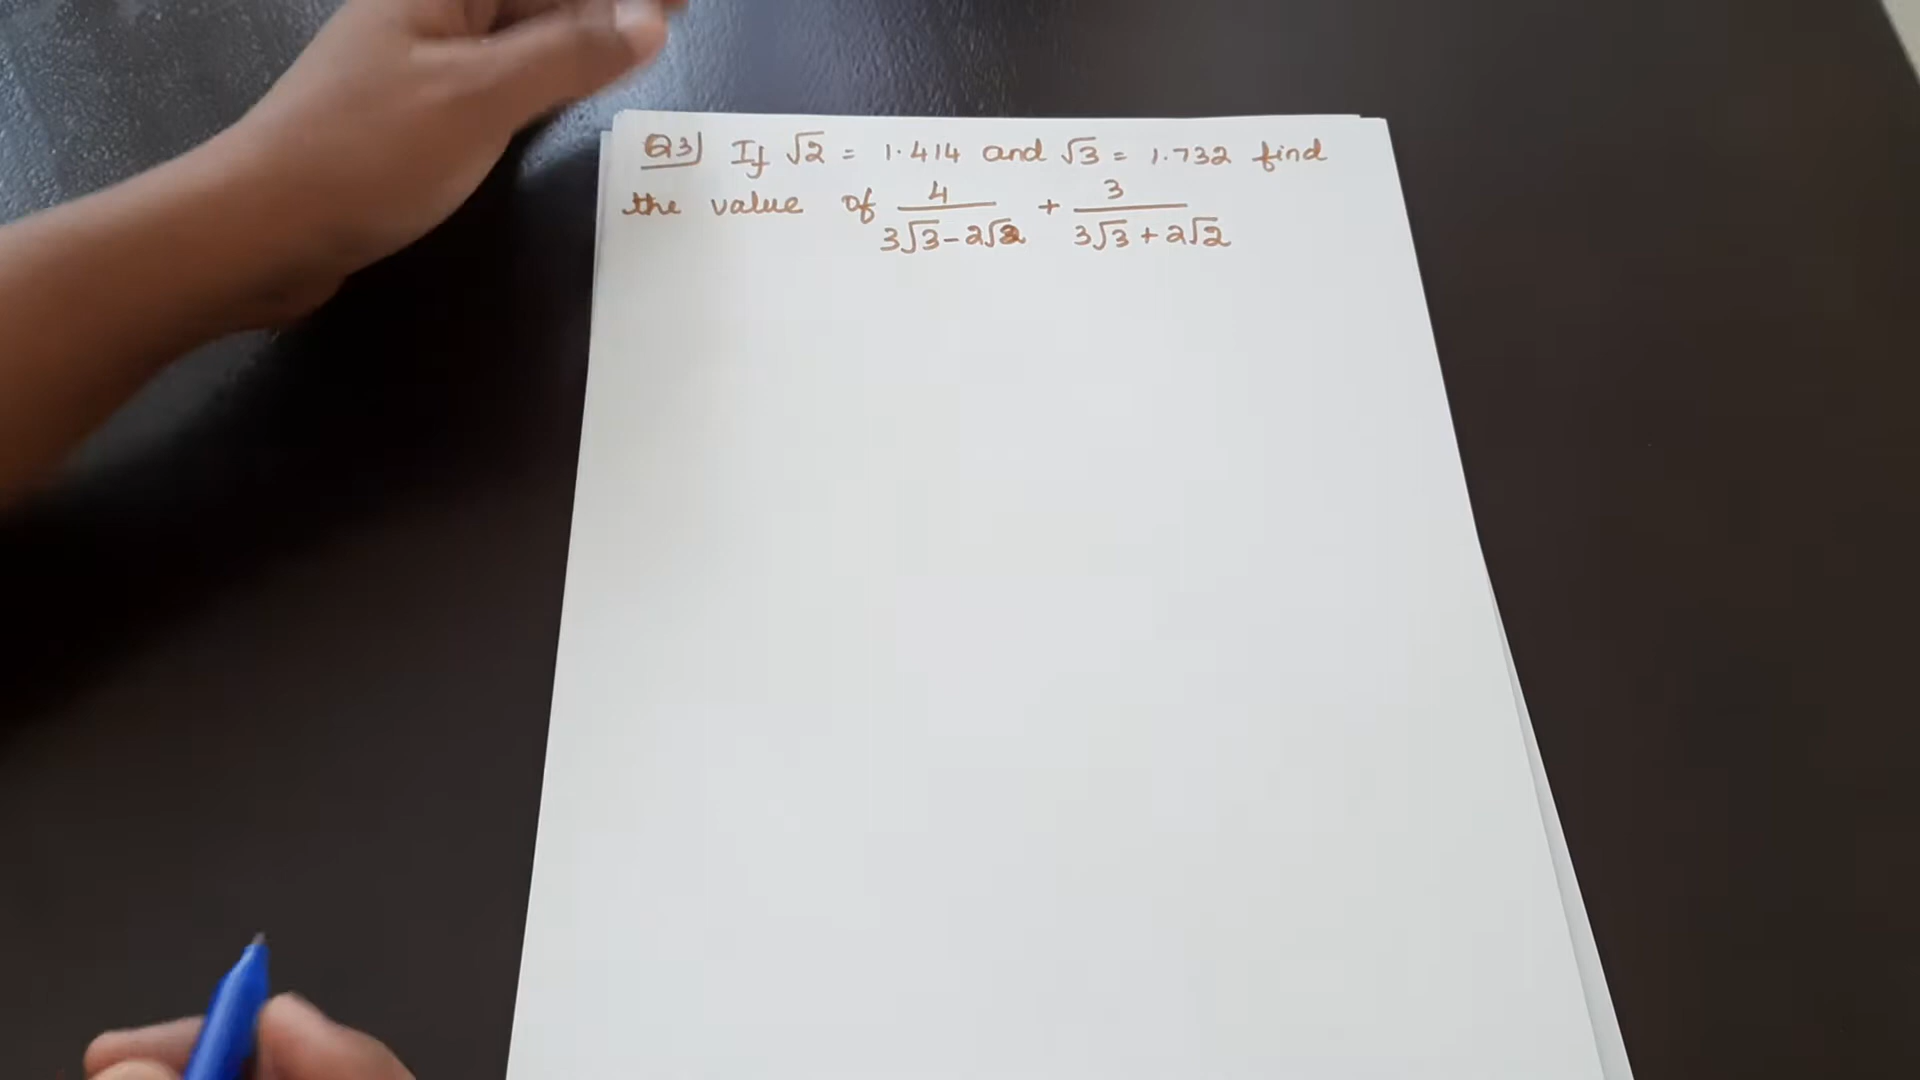 Q3) If √2 = 1.414 and √3 = 1.732 find
the value of 4/(3√3-2√2) + 3/(3√3+2√2)